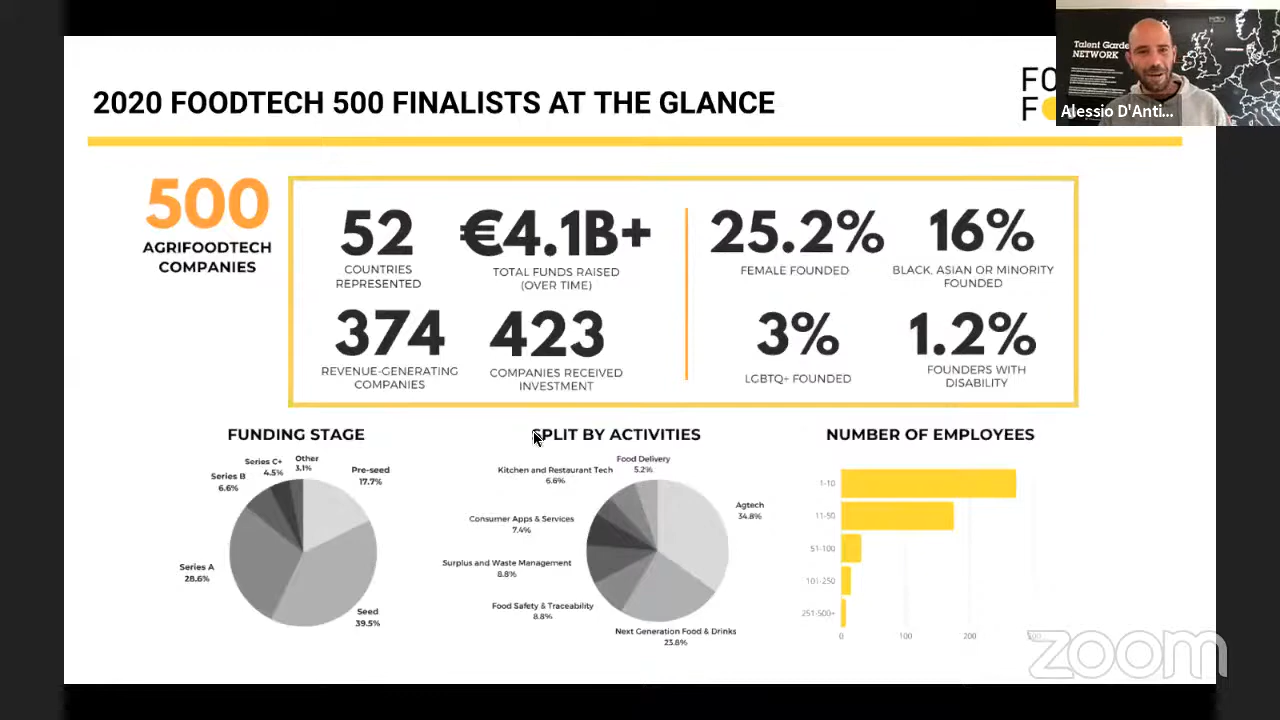 2020 FOODTECH 500 FINALISTS AT THE GLANCE
FO
F
Talent Garde
NETWORK
Alessio D'Anti...
500
AGRIFOODTECH
COMPANIES
52
COUNTRIES
REPRESENTED
€4.1B+
TOTAL FUNDS RAISED
(OVER TIME)
25.2%
FEMALE FOUNDED
16%
BLACK, ASIAN OR MINORITY
FOUNDED
374
REVENUE-GENERATING
COMPANIES
423
COMPANIES RECEIVED
INVESTMENT
3%
LGBTQ+ FOUNDED
1.2%
FOUNDERS WITH
DISABILITY
FUNDING STAGE
Other
3.1%
Series C+
4.5%
Series B
6.6%
Pre-seed
17.7%
Series A
28.6%
Seed
39.5%
SPLIT BY ACTIVITIES
Food Delivery
5.2%
Kitchen and Restaurant Tech
6.6%
Agtech
34.8%
Consumer Apps & Services
7.4%
Surplus and Waste Management
8.8%
Food Safety & Traceability
8.8%
Next Generation Food & Drinks
23.8%
NUMBER OF EMPLOYEES
1-10
11-50
51-100
101-250
251-500+
0 100 200 300
zoom